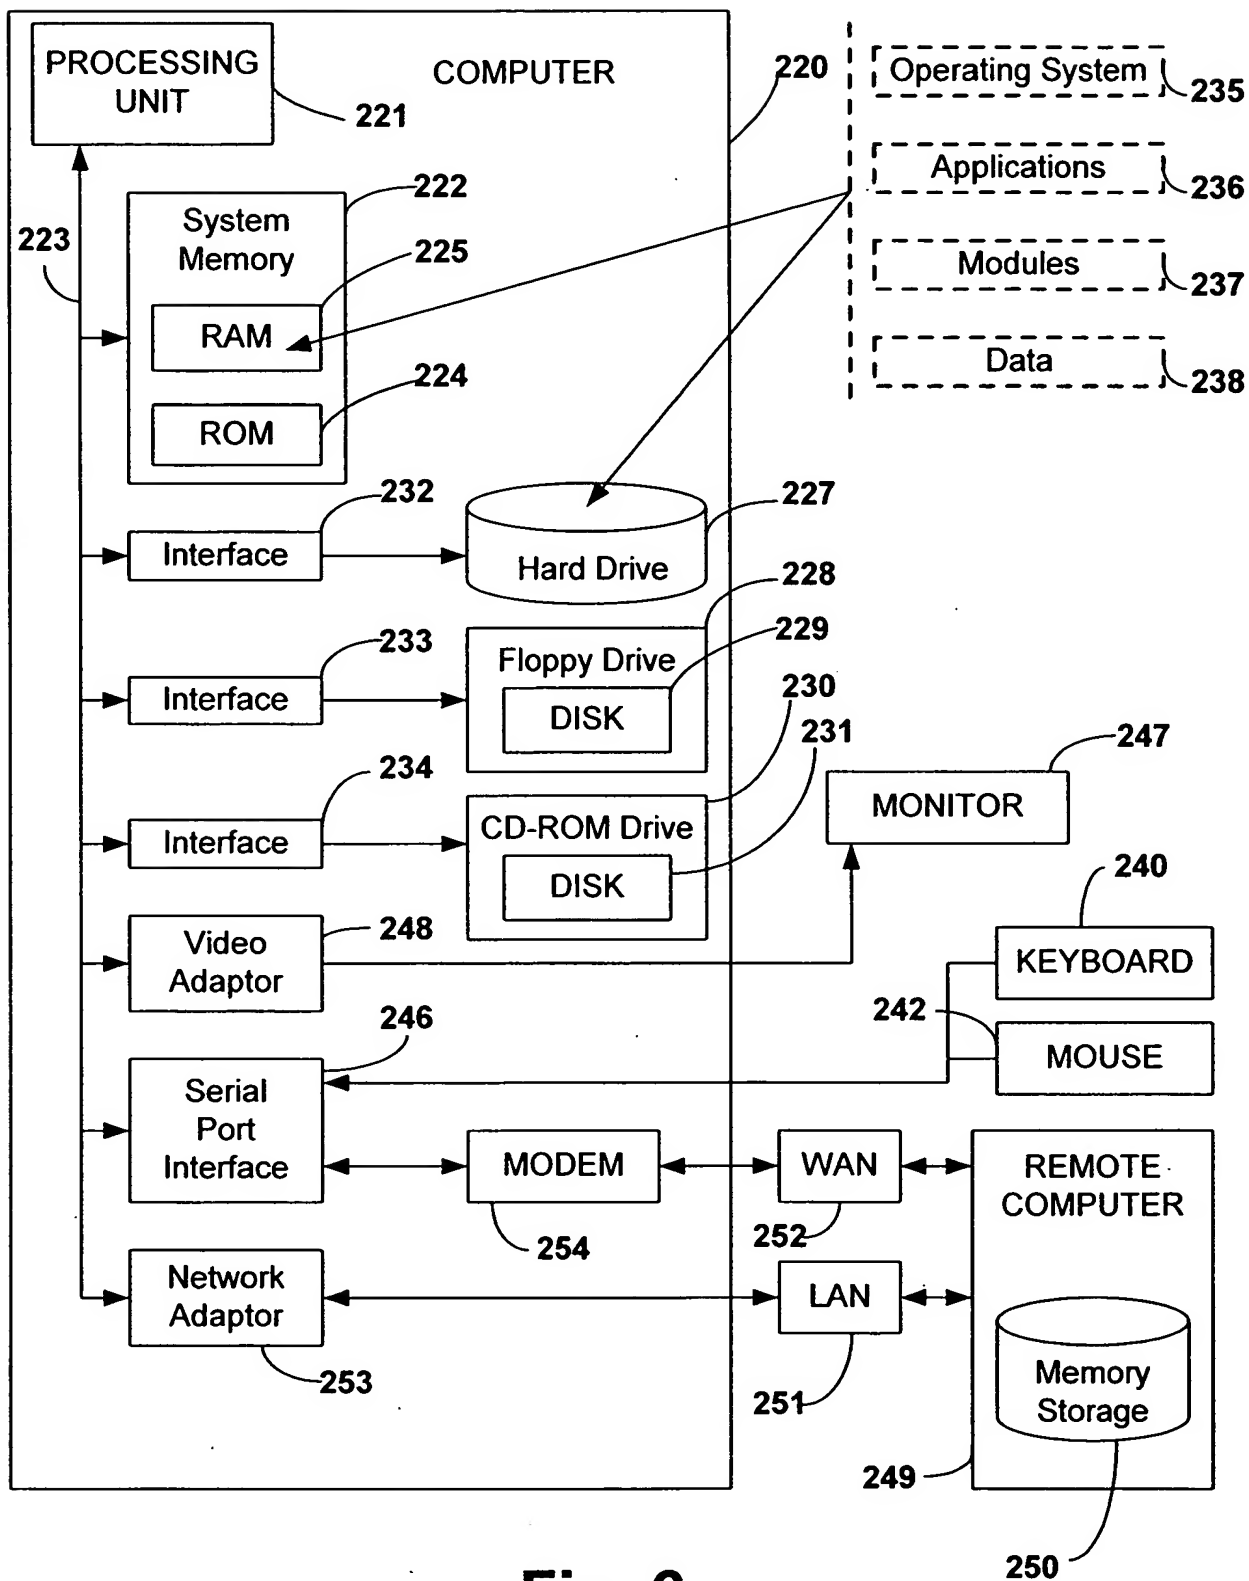 PROCESSING
UNIT
COMPUTER
220
221
Operating System
235
Applications
236
Modules
237
Data
238
222
223
System
Memory
225
RAM
224
ROM
232
Interface
227
Hard Drive
228
233
Interface
229
Floppy Drive
DISK
230
231
234
Interface
CD-ROM Drive
DISK
247
MONITOR
240
KEYBOARD
248
Video
Adaptor
242
MOUSE
246
Serial
Port
Interface
MODEM
254
WAN
252
REMOTE
COMPUTER
Network
Adaptor
253
LAN
251
Memory
Storage
249
250